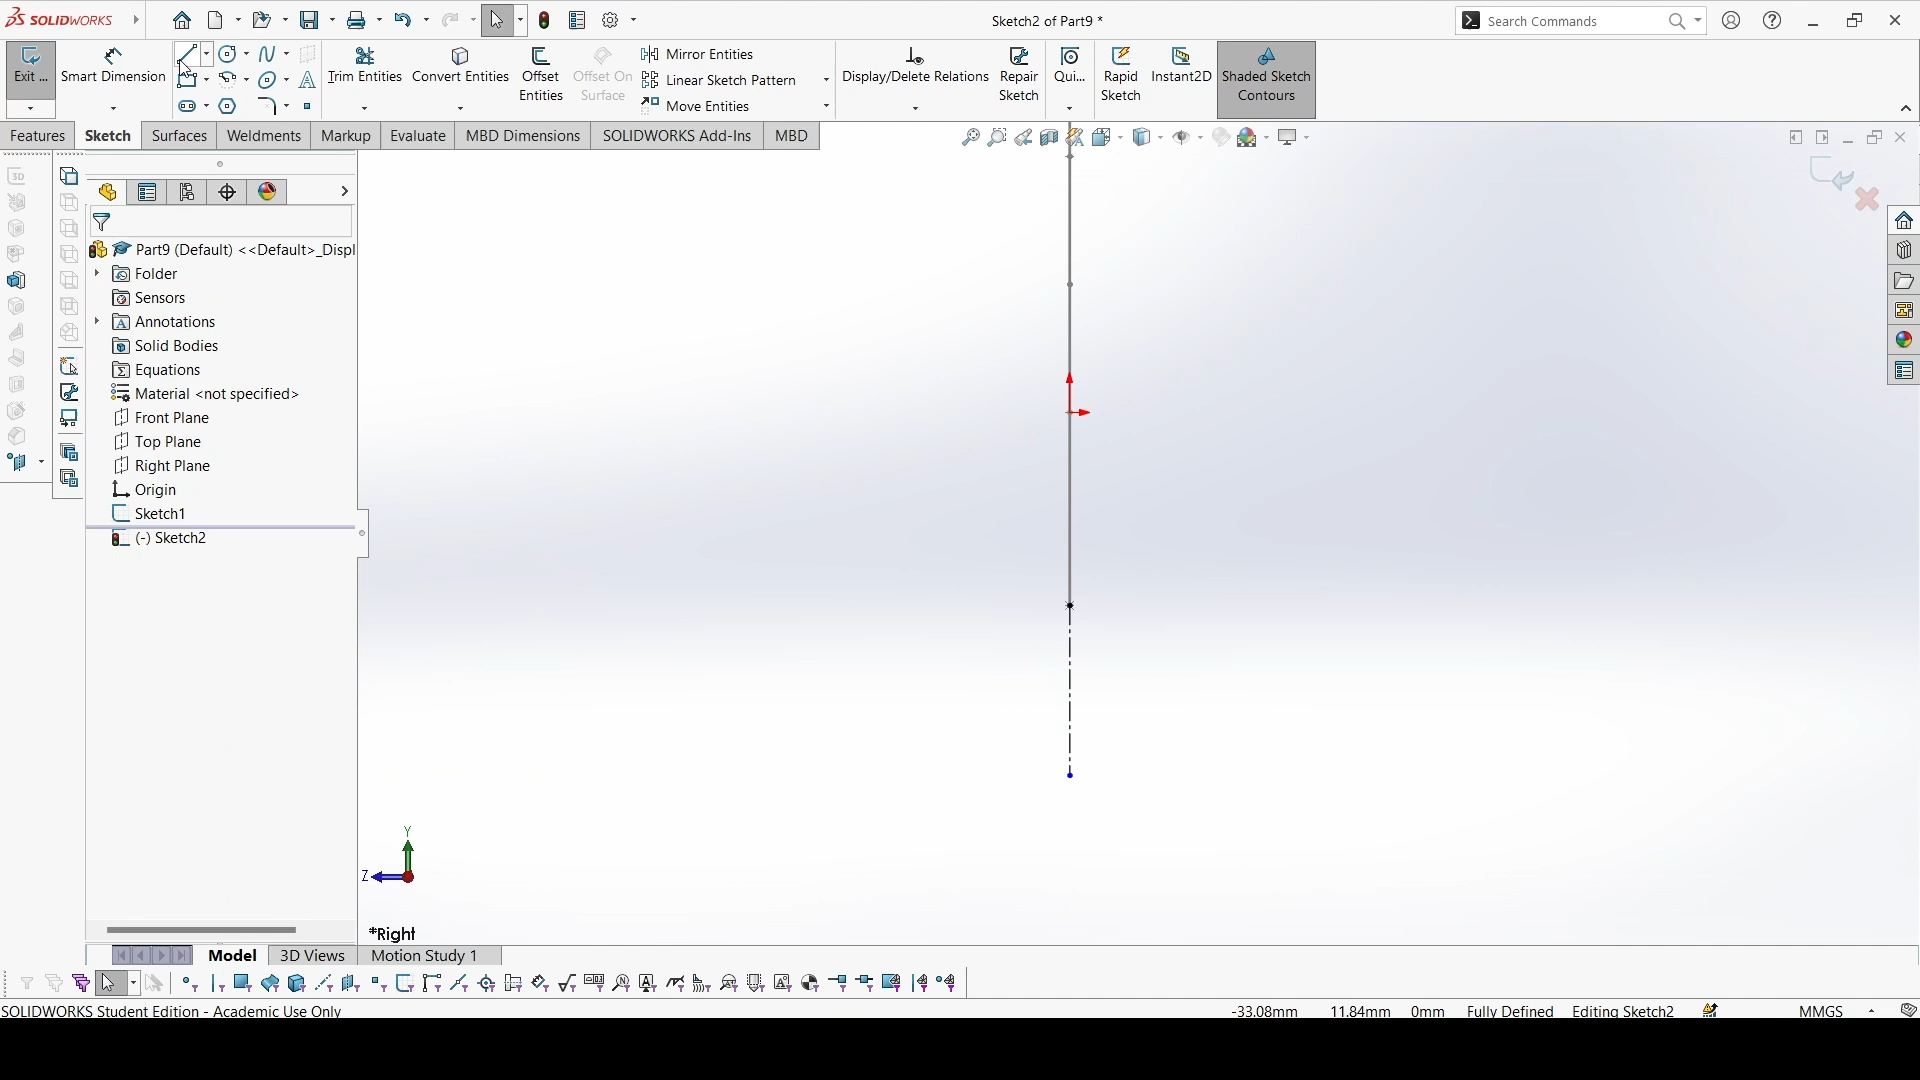 SOLIDWORKS
Sketch2 of Part9 *
Search Commands
Exit ...
Smart Dimension
Trim Entities
Convert Entities
Offset Entities
Offset On Surface
Mirror Entities
Linear Sketch Pattern
Move Entities
Display/Delete Relations
Repair Sketch
Qui...
Rapid Sketch
Instant2D
Shaded Sketch Contours
Features
Sketch
Surfaces
Weldments
Markup
Evaluate
MBD Dimensions
SOLIDWORKS Add-Ins
MBD
Part9 (Default) <<Default>_Displ
Folder
Sensors
Annotations
Solid Bodies
Equations
Material <not specified>
Front Plane
Top Plane
Right Plane
Origin
Sketch1
(-) Sketch2
Y
Z
*Right
Model
3D Views
Motion Study 1
SOLIDWORKS Student Edition - Academic Use Only
-33.08mm
11.84mm
0mm
Fully Defined
Editing Sketch2
MMGS